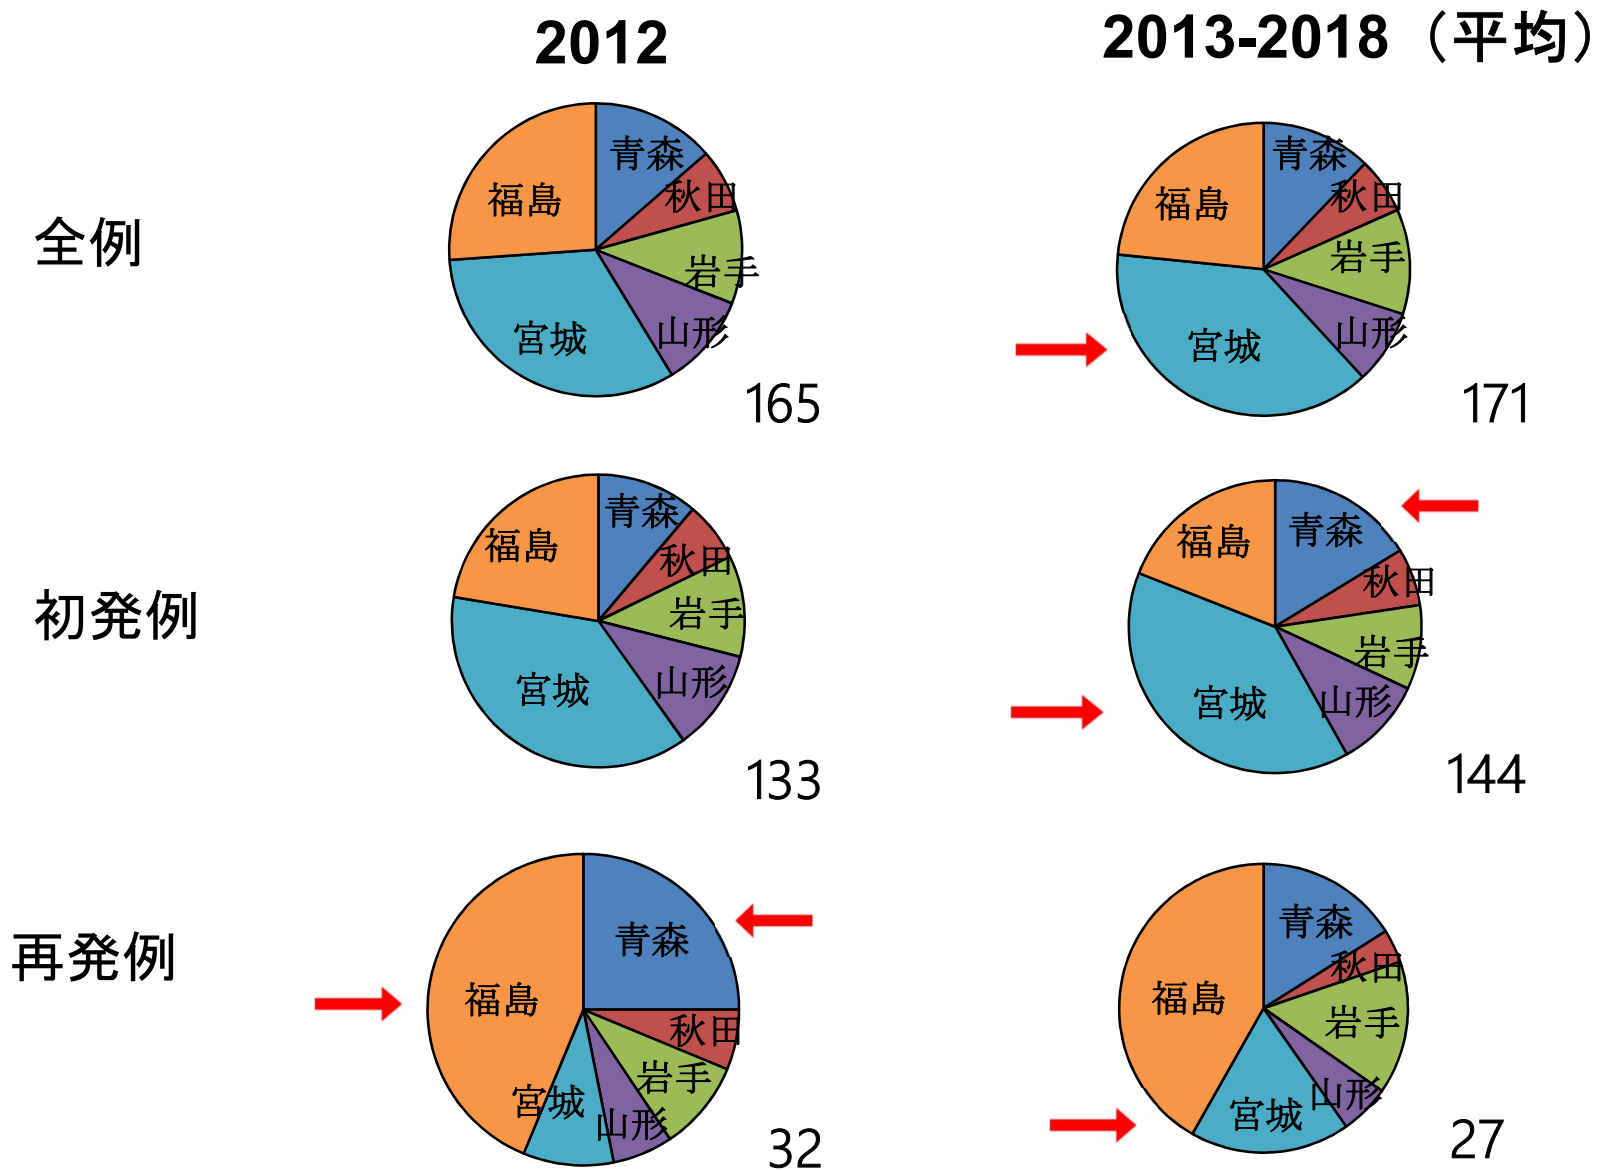 2012
2013-2018（平均）
全例
青森
秋田
岩手
山形
宮城
福島
165
青森
秋田
岩手
山形
宮城
福島
171
初発例
青森
秋田
岩手
山形
宮城
福島
133
青森
秋田
岩手
山形
宮城
福島
144
再発例
青森
秋田
岩手
山形
宮城
福島
32
青森
秋田
岩手
山形
宮城
福島
27